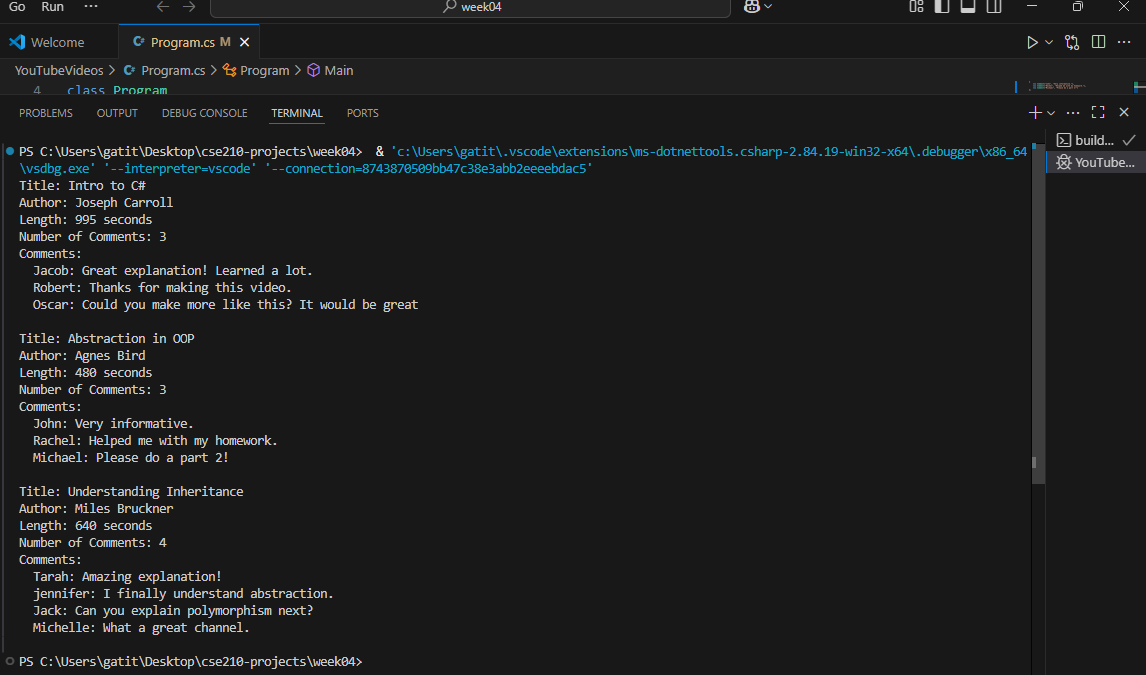 Go Run ··· week04
Welcome Program.cs M
YouTubeVideos > Program.cs > Program > Main
4 class Program
PROBLEMS OUTPUT DEBUG CONSOLE TERMINAL PORTS
PS C:\Users\gatit\Desktop\cse210-projects\week04> & 'c:\Users\gatit\.vscode\extensions\ms-dotnettools.csharp-2.84.19-win32-x64\.debugger\x86_64
\vsdbg.exe' '--interpreter=vscode' '--connection=8743870509bb47c38e3abb2eeeebdac5'
build...
YouTube...
Title: Intro to C#
Author: Joseph Carroll
Length: 995 seconds
Number of Comments: 3
Comments:
Jacob: Great explanation! Learned a lot.
Robert: Thanks for making this video.
Oscar: Could you make more like this? It would be great
Title: Abstraction in OOP
Author: Agnes Bird
Length: 480 seconds
Number of Comments: 3
Comments:
John: Very informative.
Rachel: Helped me with my homework.
Michael: Please do a part 2!
Title: Understanding Inheritance
Author: Miles Bruckner
Length: 640 seconds
Number of Comments: 4
Comments:
Tarah: Amazing explanation!
jennifer: I finally understand abstraction.
Jack: Can you explain polymorphism next?
Michelle: What a great channel.
PS C:\Users\gatit\Desktop\cse210-projects\week04>